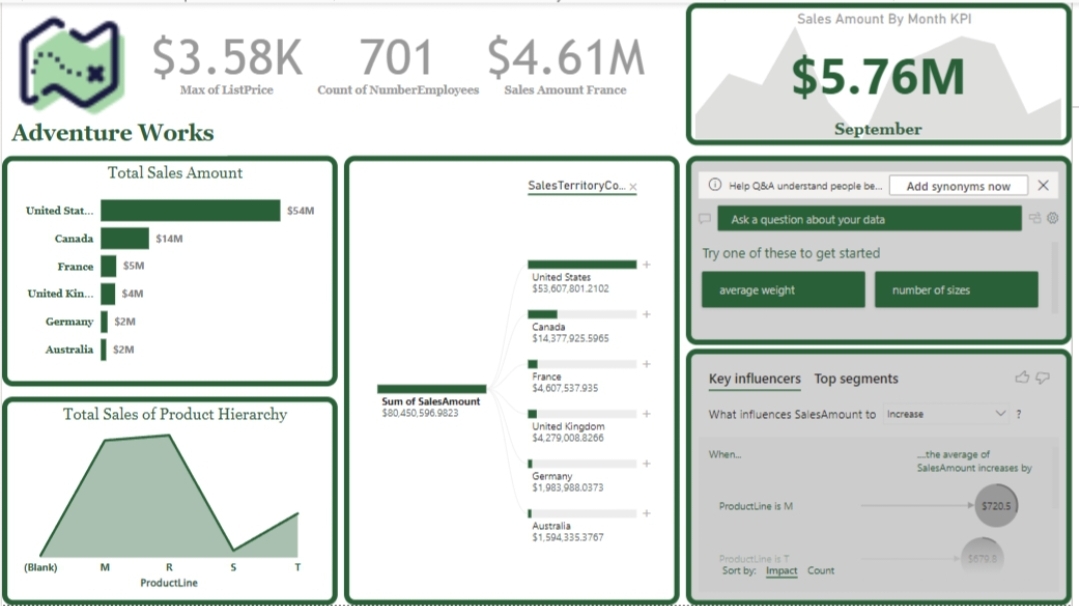 $3.58K
Max of ListPrice
701
Count of NumberEmployees
$4.61M
Sales Amount France
Adventure Works
Sales Amount By Month KPI
$5.76M
September
Total Sales Amount
United Stat... $54M
Canada $14M
France $5M
United Kin... $4M
Germany $2M
Australia $2M
Total Sales of Product Hierarchy
(Blank) M R S T
ProductLine
SalesTerritoryCo...
Sum of SalesAmount
$80,450,596.9823
United States
$53,607,801.2102
Canada
$14,377,925.5965
France
$4,607,537.935
United Kingdom
$4,279,008.8266
Germany
$1,983,988.0373
Australia
$1,594,335.3767
Help Q&A understand people be...
Add synonyms now
Ask a question about your data
Try one of these to get started
average weight
number of sizes
Key influencers Top segments
What influences SalesAmount to Increase ?
When...
....the average of
SalesAmount increases by
ProductLine is M $720.5
ProductLine is T $679.8
Sort by: Impact Count